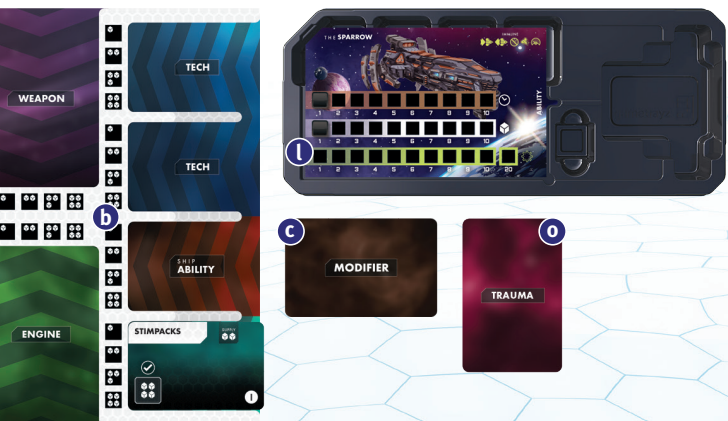 WEAPON
TECH
TECH
b
SHIP
ABILITY
ENGINE
STIMPACKS
SUPPLY
1
THE SPARROW
ABILITY
1 2 3 4 5 6 7 8 9 10
1 2 3 4 5 6 7 8 9 10
l
1 2 3 4 5 6 7 8 9 10 20
c
MODIFIER
o
TRAUMA